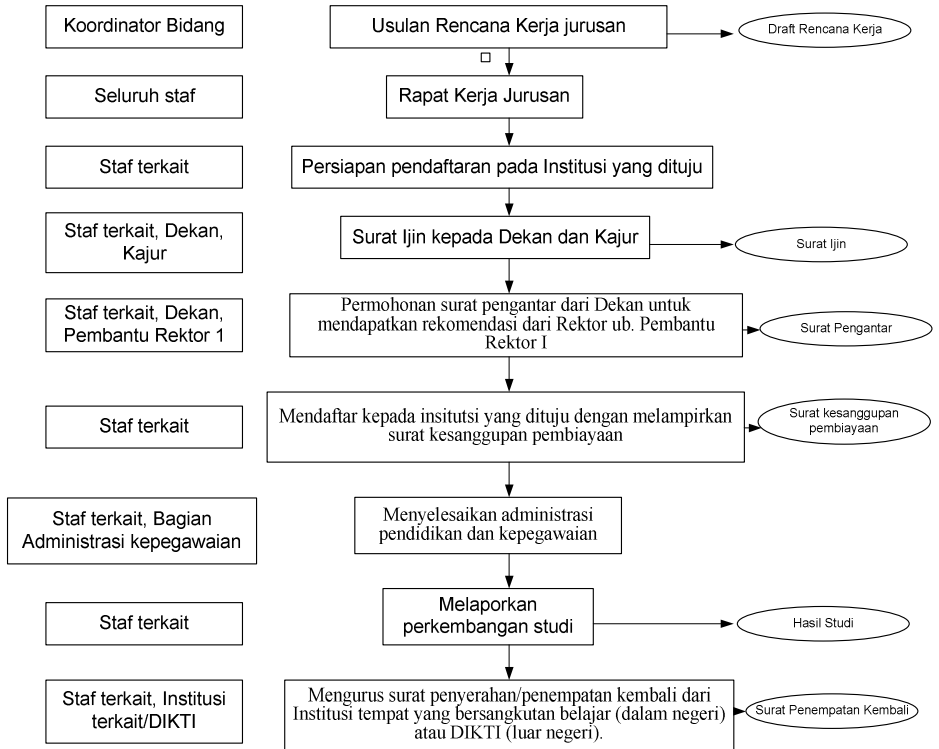 Koordinator Bidang
Usulan Rencana Kerja jurusan
Draft Rencana Kerja
Seluruh staf
Rapat Kerja Jurusan
Staf terkait
Persiapan pendaftaran pada Institusi yang dituju
Staf terkait, Dekan,
Kajur
Surat Ijin kepada Dekan dan Kajur
Surat Ijin
Staf terkait, Dekan,
Pembantu Rektor 1
Permohonan surat pengantar dari Dekan untuk
mendapatkan rekomendasi dari Rektor ub. Pembantu
Rektor I
Surat Pengantar
Staf terkait
Mendaftar kepada insitutsi yang dituju dengan melampirkan
surat kesanggupan pembiayaan
Surat kesanggupan
pembiayaan
Staf terkait, Bagian
Administrasi kepegawaian
Menyelesaikan administrasi
pendidikan dan kepegawaian
Staf terkait
Melaporkan
perkembangan studi
Hasil Studi
Staf terkait, Institusi
terkait/DIKTI
Mengurus surat penyerahan/penempatan kembali dari
Institusi tempat yang bersangkutan belajar (dalam negeri)
atau DIKTI (luar negeri).
Surat Penempatan Kembali